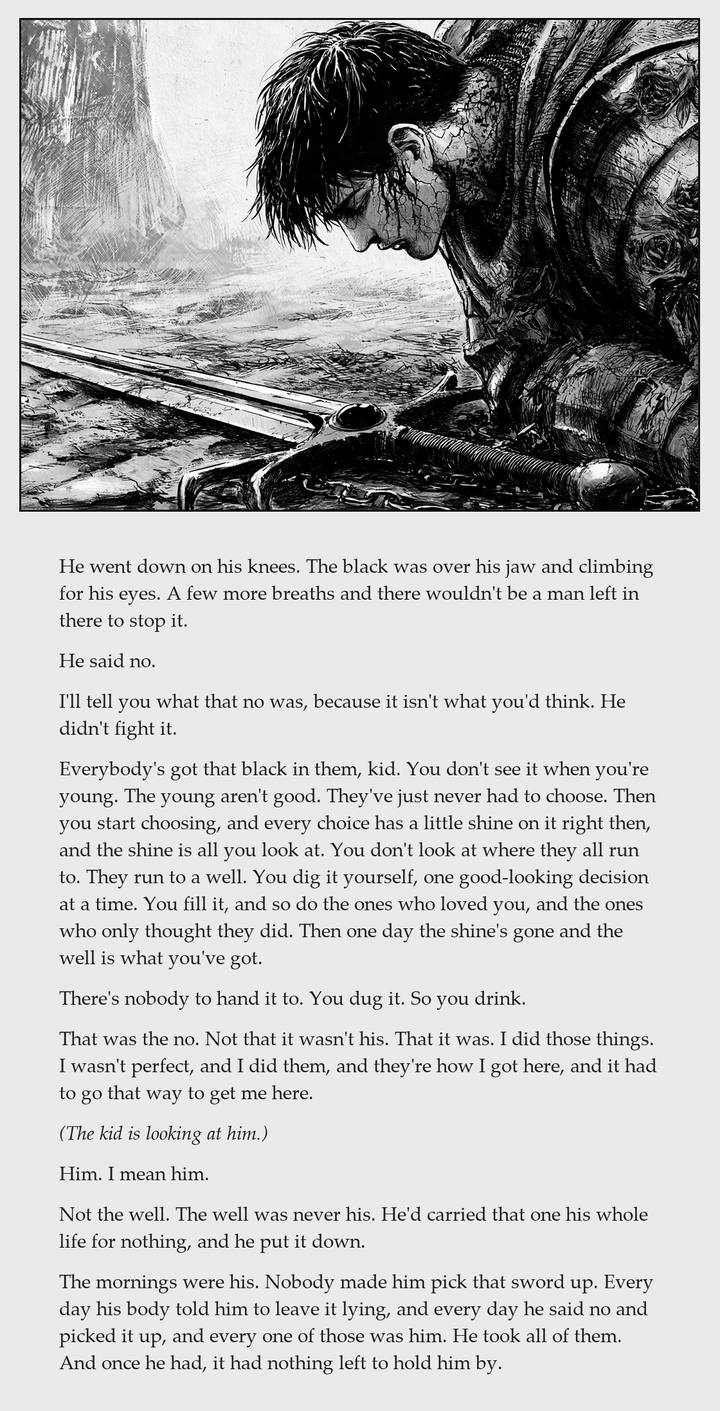 He went down on his knees. The black was over his jaw and climbing
for his eyes. A few more breaths and there wouldn't be a man left in
there to stop it.
He said no.
I'll tell you what that no was, because it isn't what you'd think. He
didn't fight it.
Everybody's got that black in them, kid. You don't see it when you're
young. The young aren't good. They've just never had to choose. Then
you start choosing, and every choice has a little shine on it right then,
and the shine is all you look at. You don't look at where they all run
to. They run to a well. You dig it yourself, one good-looking decision
at a time. You fill it, and so do the ones who loved you, and the ones
who only thought they did. Then one day the shine's gone and the
well is what you've got.
There's nobody to hand it to. You dug it. So you drink.
That was the no. Not that it wasn't his. That it was. I did those things.
I wasn't perfect, and I did them, and they're how I got here, and it had
to go that way to get me here.
(The kid is looking at him.)
Him. I mean him.
Not the well. The well was never his. He'd carried that one his whole
life for nothing, and he put it down.
The mornings were his. Nobody made him pick that sword up. Every
day his body told him to leave it lying, and every day he said no and
picked it up, and every one of those was him. He took all of them.
And once he had, it had nothing left to hold him by.